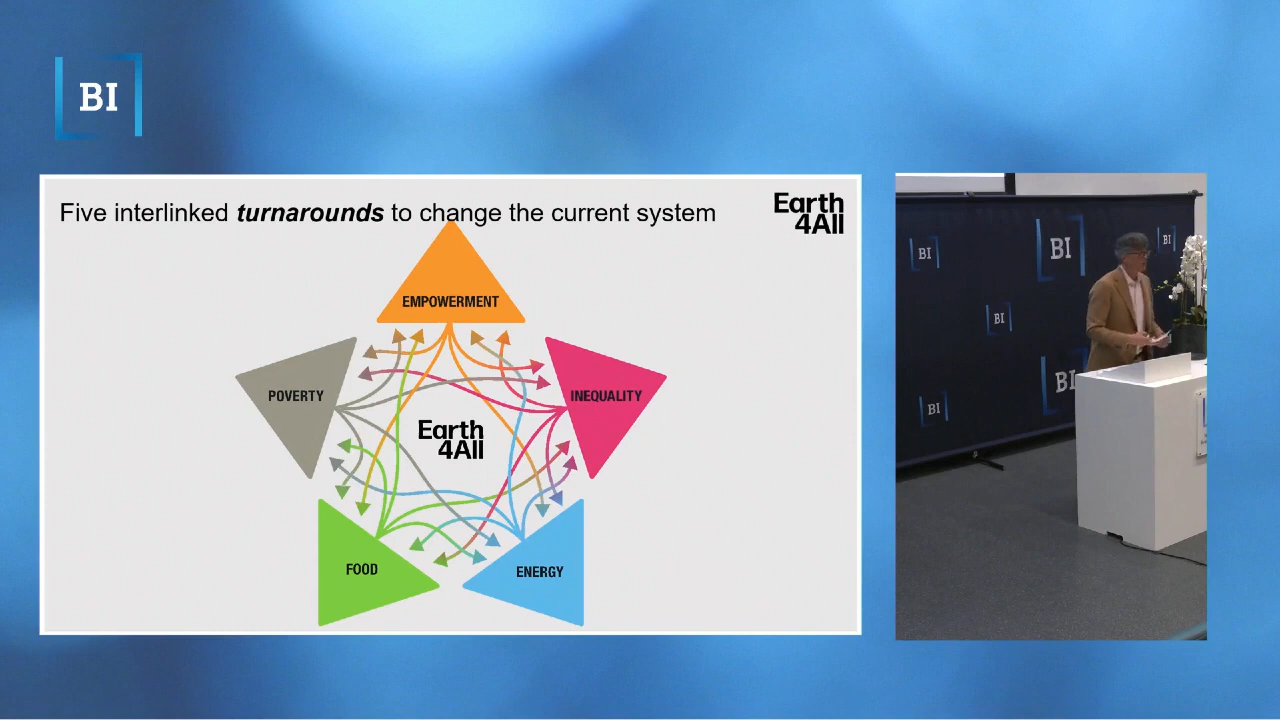 BI
Five interlinked turnarounds to change the current system
Earth
4All
EMPOWERMENT
POVERTY
INEQUALITY
Earth
4All
FOOD
ENERGY
BI
BI
BI
BI
BI
BI